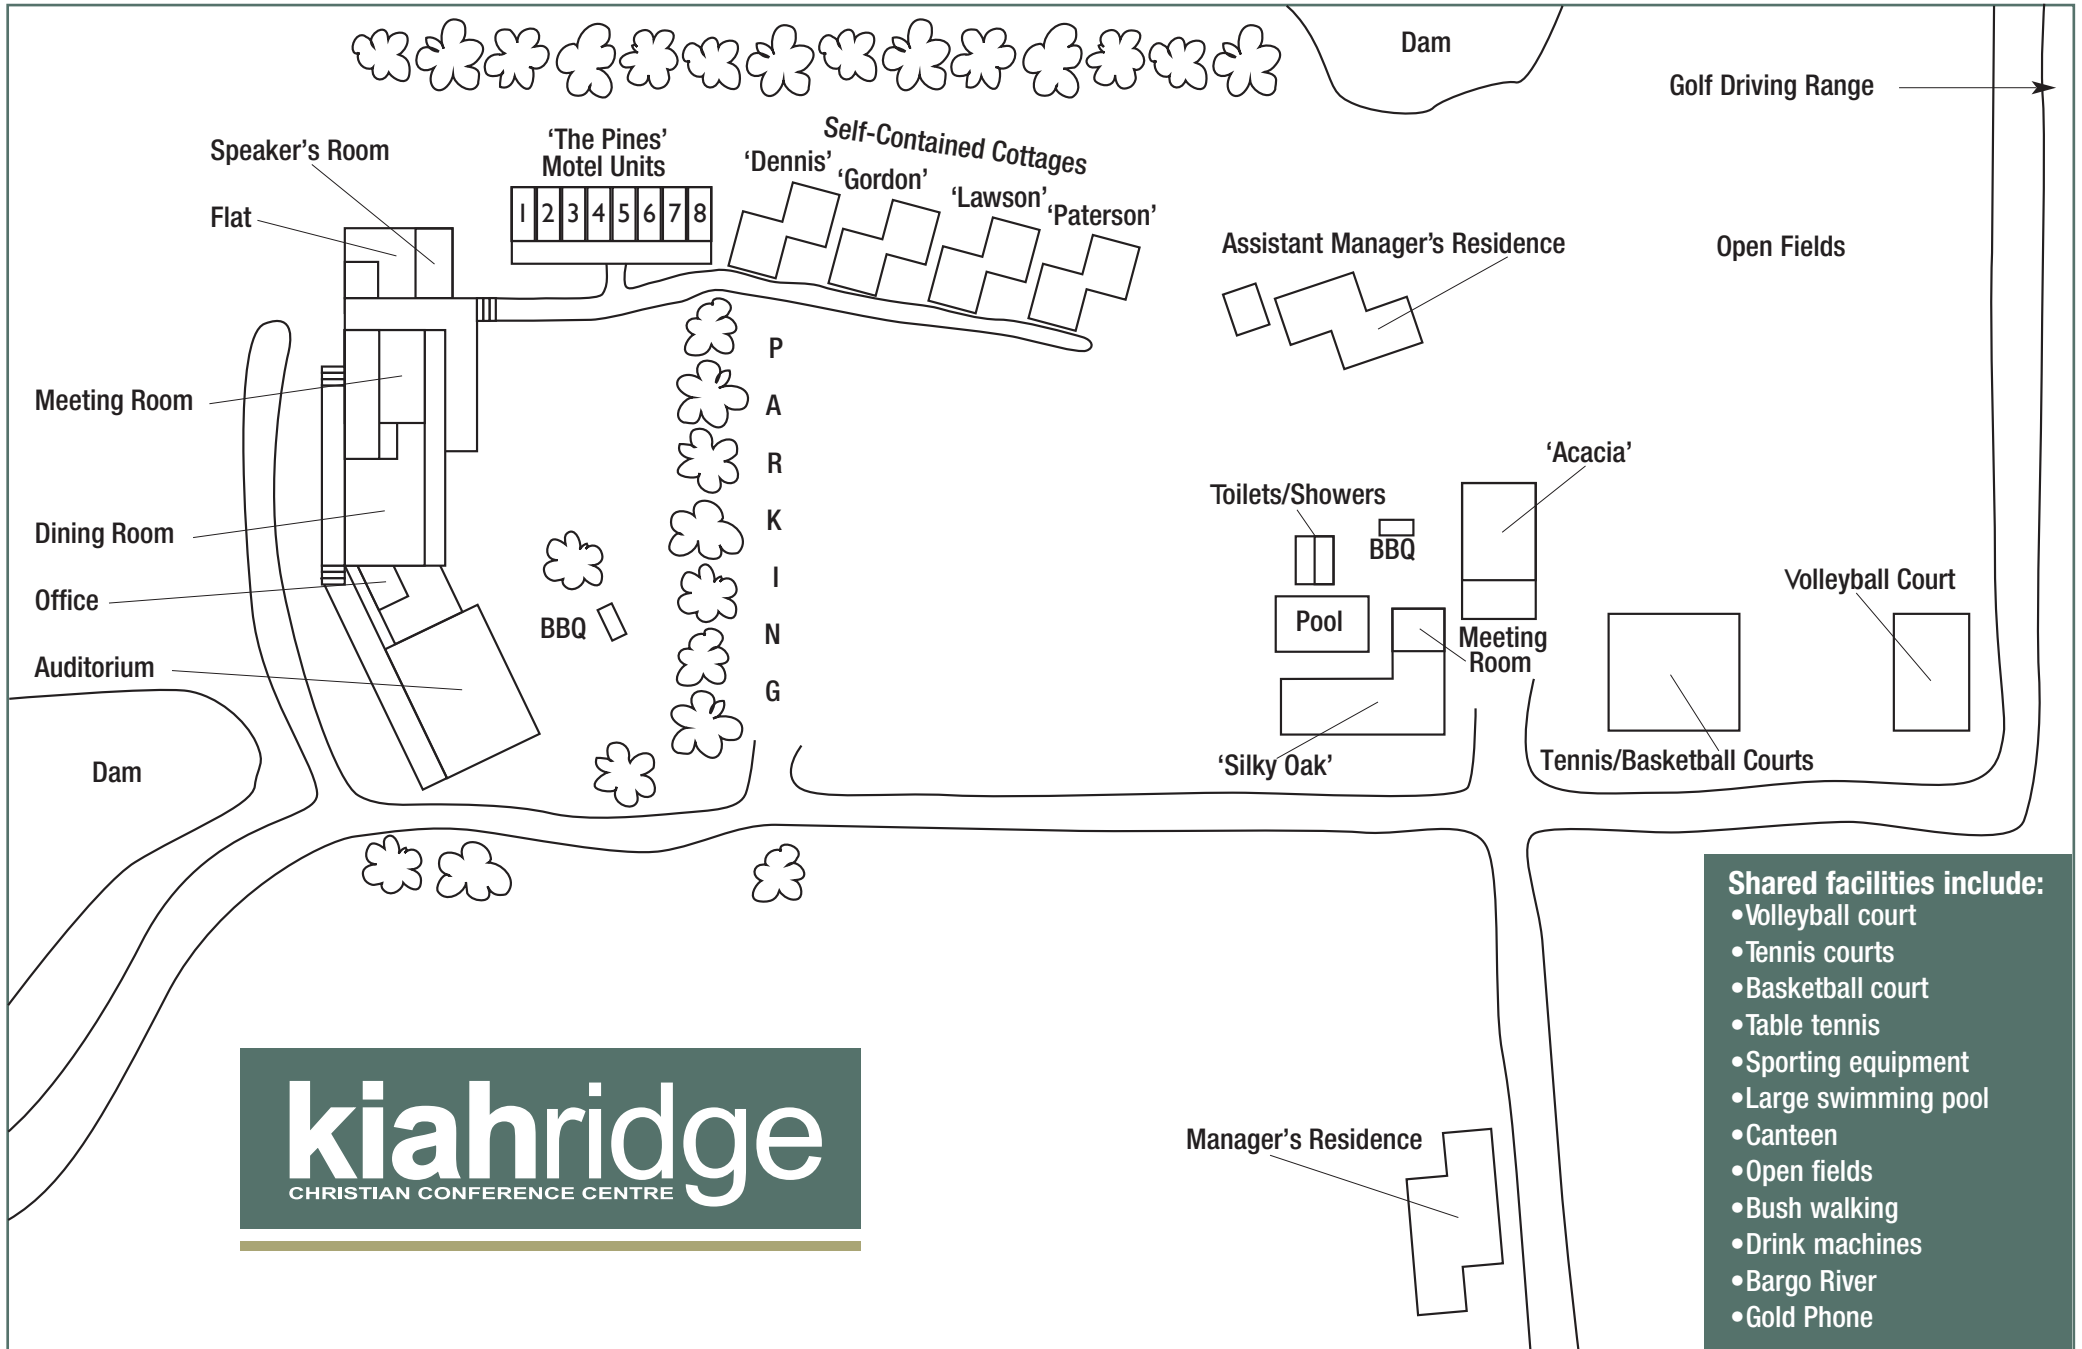 Dam
Golf Driving Range
‘The Pines’
Motel Units
Self-Contained Cottages
Speaker’s Room
‘Dennis’
‘Gordon’
‘Lawson’
‘Paterson’
Flat
1 2 3 4 5 6 7 8
Assistant Manager’s Residence
Open Fields
PARKING
Meeting Room
‘Acacia’
Toilets/Showers
Dining Room
BBQ
Volleyball Court
Office
BBQ
Pool
Meeting
Room
Auditorium
Dam
‘Silky Oak’
Tennis/Basketball Courts
Shared facilities include:
•Volleyball court
•Tennis courts
•Basketball court
•Table tennis
•Sporting equipment
•Large swimming pool
•Canteen
•Open fields
•Bush walking
•Drink machines
•Bargo River
•Gold Phone
kiahridge
CHRISTIAN CONFERENCE CENTRE
Manager’s Residence